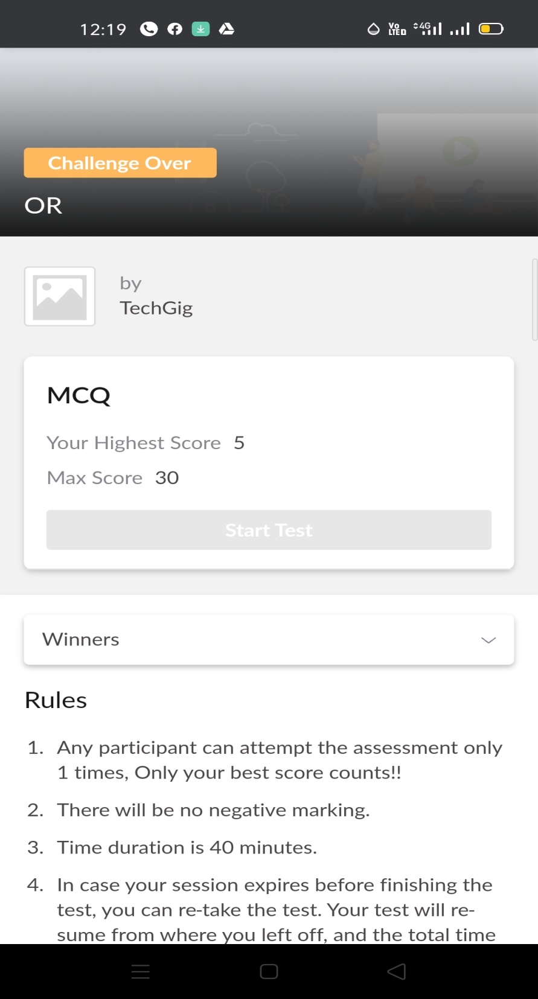 12:19
Vo LTED 4G
Challenge Over
OR
by
TechGig
MCQ
Your Highest Score 5
Max Score 30
Start Test
Winners
Rules
1. Any participant can attempt the assessment only
1 times, Only your best score counts!!
2. There will be no negative marking.
3. Time duration is 40 minutes.
4. In case your session expires before finishing the
test, you can re-take the test. Your test will re-
sume from where you left off, and the total time